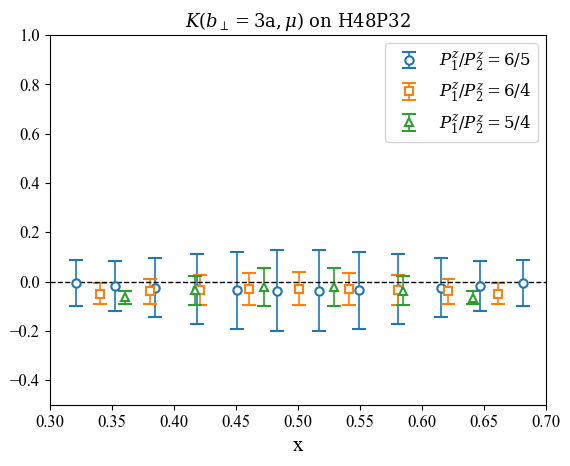 K(b⊥ = 3a, μ) on H48P32
1.0
0.8
0.6
0.4
0.2
0.0
−0.2
−0.4
P₁ᶻ/P₂ᶻ = 6/5
P₁ᶻ/P₂ᶻ = 6/4
P₁ᶻ/P₂ᶻ = 5/4
0.30 0.35 0.40 0.45 0.50 0.55 0.60 0.65 0.70
x